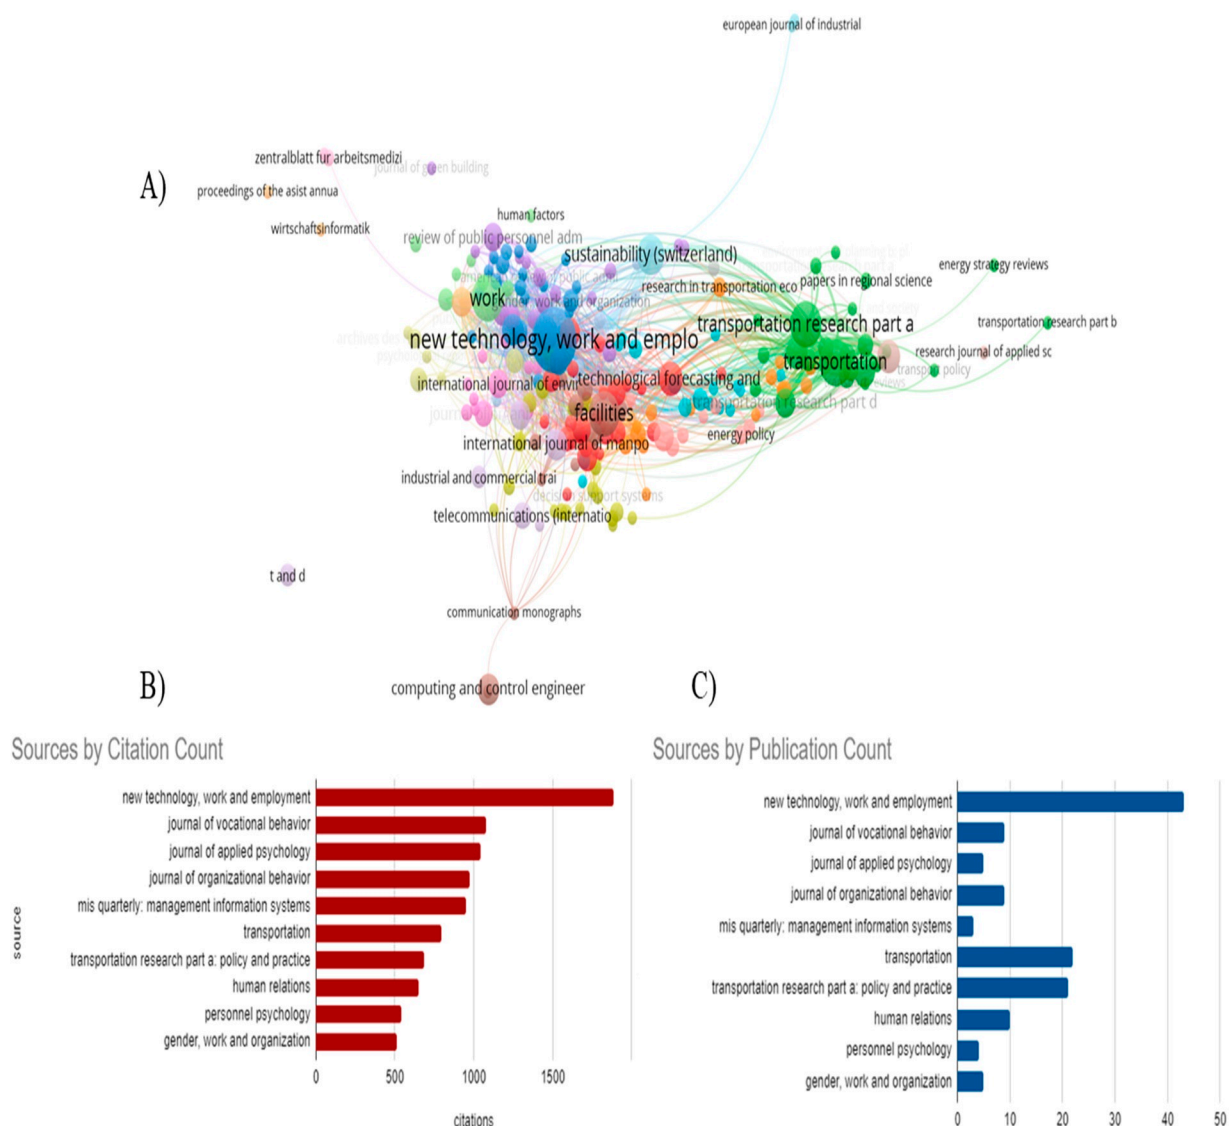 european journal of industrial
A)
zentralblatt fur arbeitsmedizi
journal of green building
proceedings of the asist annua
wirtschaftsinformatik
human factors
review of public personnel adm
sustainability (switzerland)
energy strategy reviews
papers in regional science
research in transportation eco
work
gender, work and organization
transportation research part b
transportation research part a
new technology, work and emplo
research journal of applied sc
transportation
transport policy
international journal of envir
technological forecasting and
transportation research part d
facilities
energy policy
international journal of manpo
industrial and commercial trai
decision support systems
telecommunications (internatio
t and d
communication monographs
computing and control engineer
B)
Sources by Citation Count
source
new technology, work and employment
journal of vocational behavior
journal of applied psychology
journal of organizational behavior
mis quarterly: management information systems
transportation
transportation research part a: policy and practice
human relations
personnel psychology
gender, work and organization
0 500 1000 1500
citations
C)
Sources by Publication Count
new technology, work and employment
journal of vocational behavior
journal of applied psychology
journal of organizational behavior
mis quarterly: management information systems
transportation
transportation research part a: policy and practice
human relations
personnel psychology
gender, work and organization
0 10 20 30 40 50